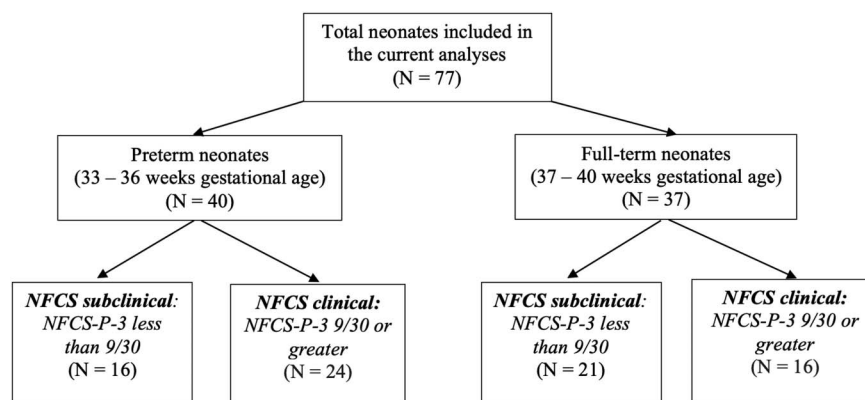 Total neonates included in
the current analyses
(N = 77)
Preterm neonates
(33 – 36 weeks gestational age)
(N = 40)
Full-term neonates
(37 – 40 weeks gestational age)
(N = 37)
NFCS subclinical:
NFCS-P-3 less
than 9/30
(N = 16)
NFCS clinical:
NFCS-P-3 9/30 or
greater
(N = 24)
NFCS subclinical:
NFCS-P-3 less
than 9/30
(N = 21)
NFCS clinical:
NFCS-P-3 9/30 or
greater
(N = 16)